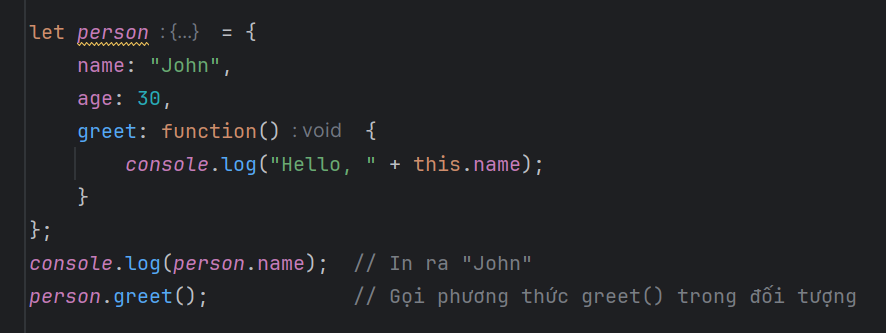 let person : {...} = {
    name: "John",
    age: 30,
    greet: function() : void {
        console.log("Hello, " + this.name);
    }
};
console.log(person.name);  // In ra "John"
person.greet();            // Gọi phương thức greet() trong đối tượng